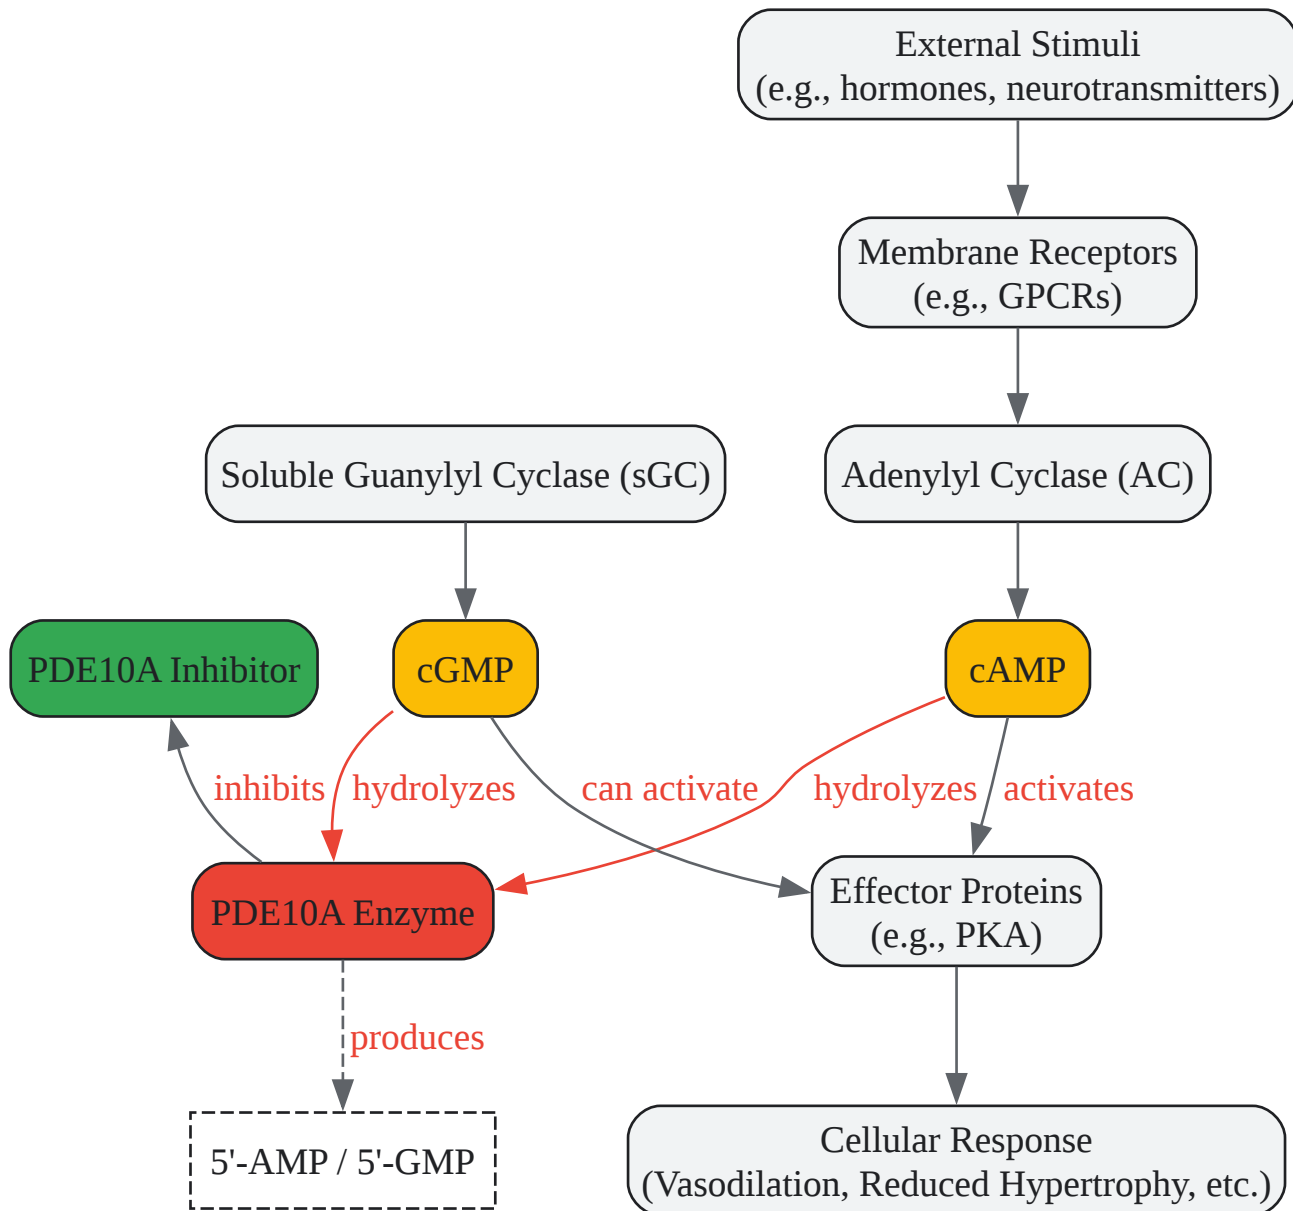 External Stimuli
(e.g., hormones, neurotransmitters)
Membrane Receptors
(e.g., GPCRs)
Soluble Guanylyl Cyclase (sGC)
Adenylyl Cyclase (AC)
PDE10A Inhibitor
cGMP
cAMP
inhibits
hydrolyzes
can activate
hydrolyzes
activates
PDE10A Enzyme
Effector Proteins
(e.g., PKA)
produces
5'-AMP / 5'-GMP
Cellular Response
(Vasodilation, Reduced Hypertrophy, etc.)